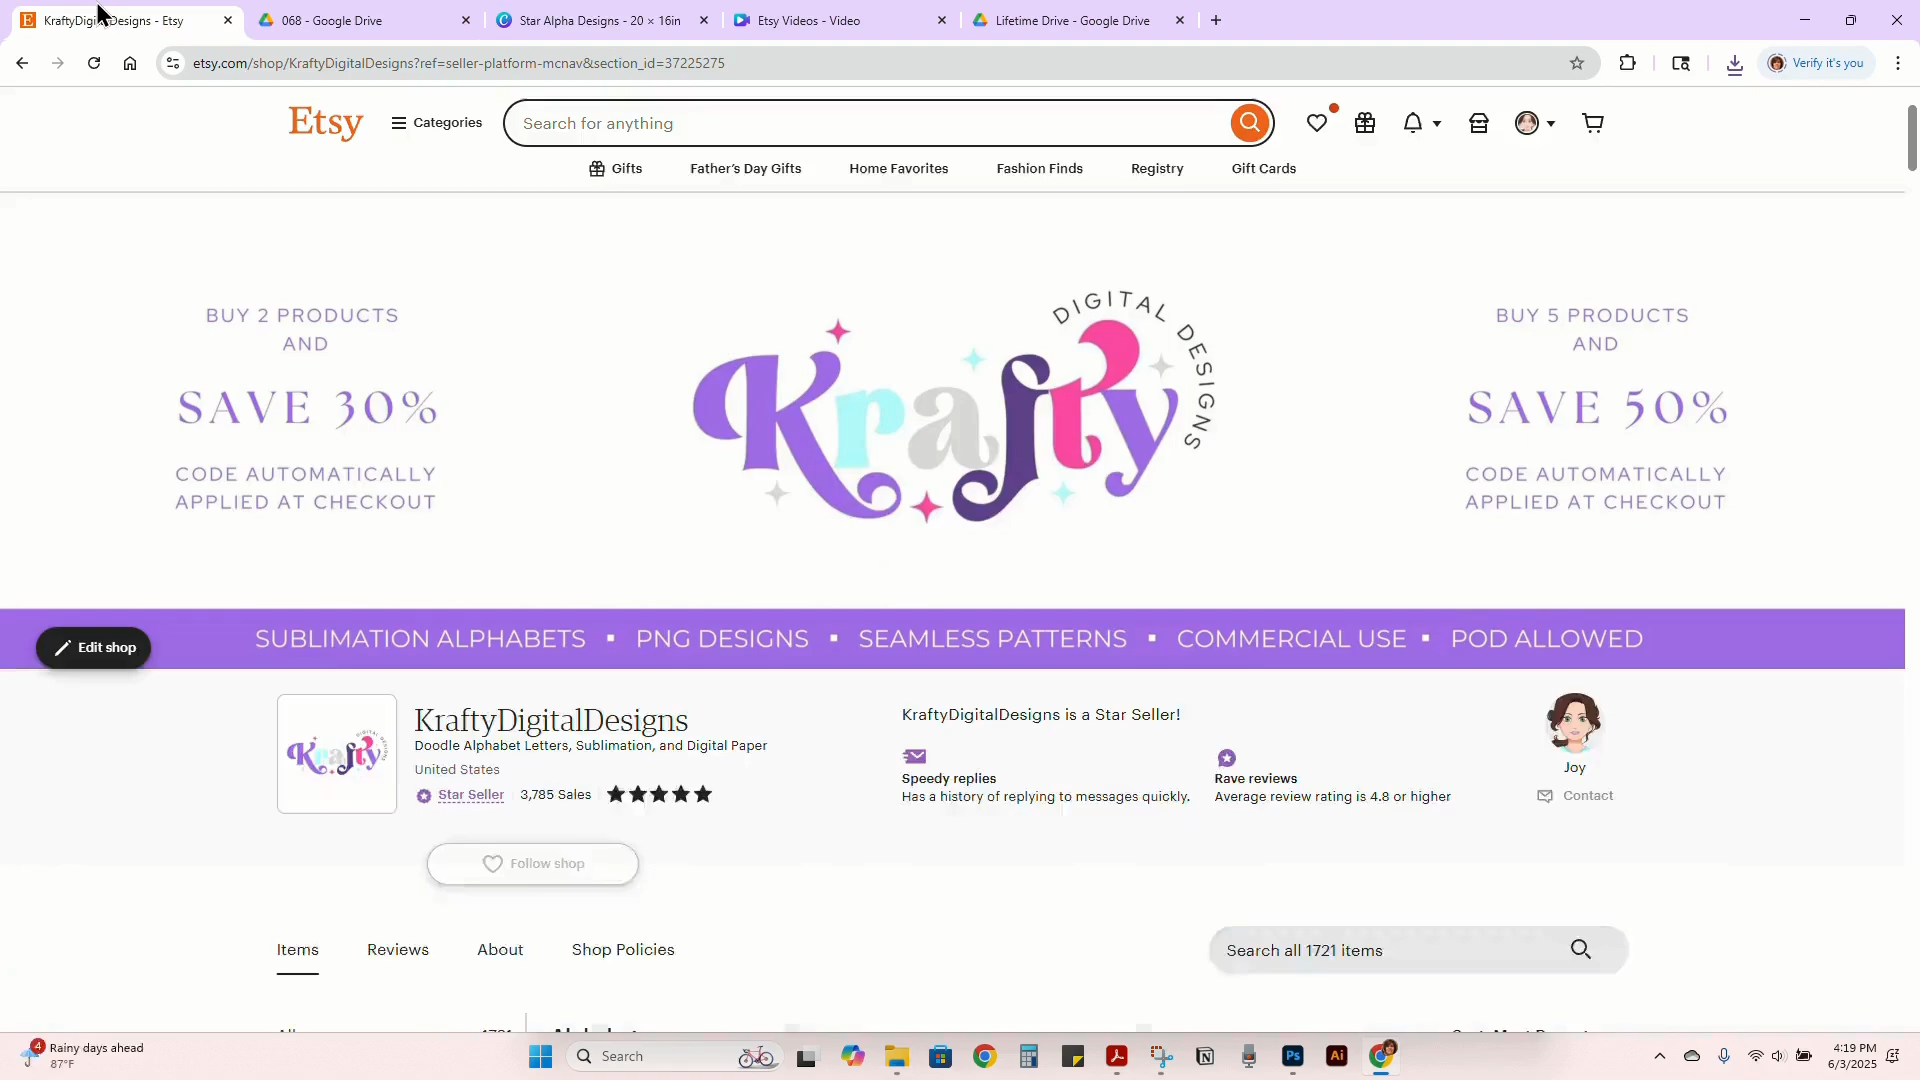 KraftyDigitalDesigns - Etsy
068 - Google Drive
Star Alpha Designs - 20 × 16in
Etsy Videos - Video
Lifetime Drive - Google Drive
etsy.com/shop/KraftyDigitalDesigns?ref=seller-platform-mcnav&section_id=37225275
Verify it's you
Etsy
Categories
Search for anything
Gifts
Father's Day Gifts
Home Favorites
Fashion Finds
Registry
Gift Cards
BUY 2 PRODUCTS
AND
SAVE 30%
CODE AUTOMATICALLY
APPLIED AT CHECKOUT
Krafty
DIGITAL DESIGNS
BUY 5 PRODUCTS
AND
SAVE 50%
CODE AUTOMATICALLY
APPLIED AT CHECKOUT
Edit shop
SUBLIMATION ALPHABETS ▪ PNG DESIGNS ▪ SEAMLESS PATTERNS ▪ COMMERCIAL USE ▪ POD ALLOWED
Krafty
KraftyDigitalDesigns
Doodle Alphabet Letters, Sublimation, and Digital Paper
United States
Star Seller
3,785 Sales
KraftyDigitalDesigns is a Star Seller!
Speedy replies
Has a history of replying to messages quickly.
Rave reviews
Average review rating is 4.8 or higher
Joy
Contact
Follow shop
Items
Reviews
About
Shop Policies
Search all 1721 items
4
Rainy days ahead
87°F
Search
Ps
Ai
4:19 PM
6/3/2025